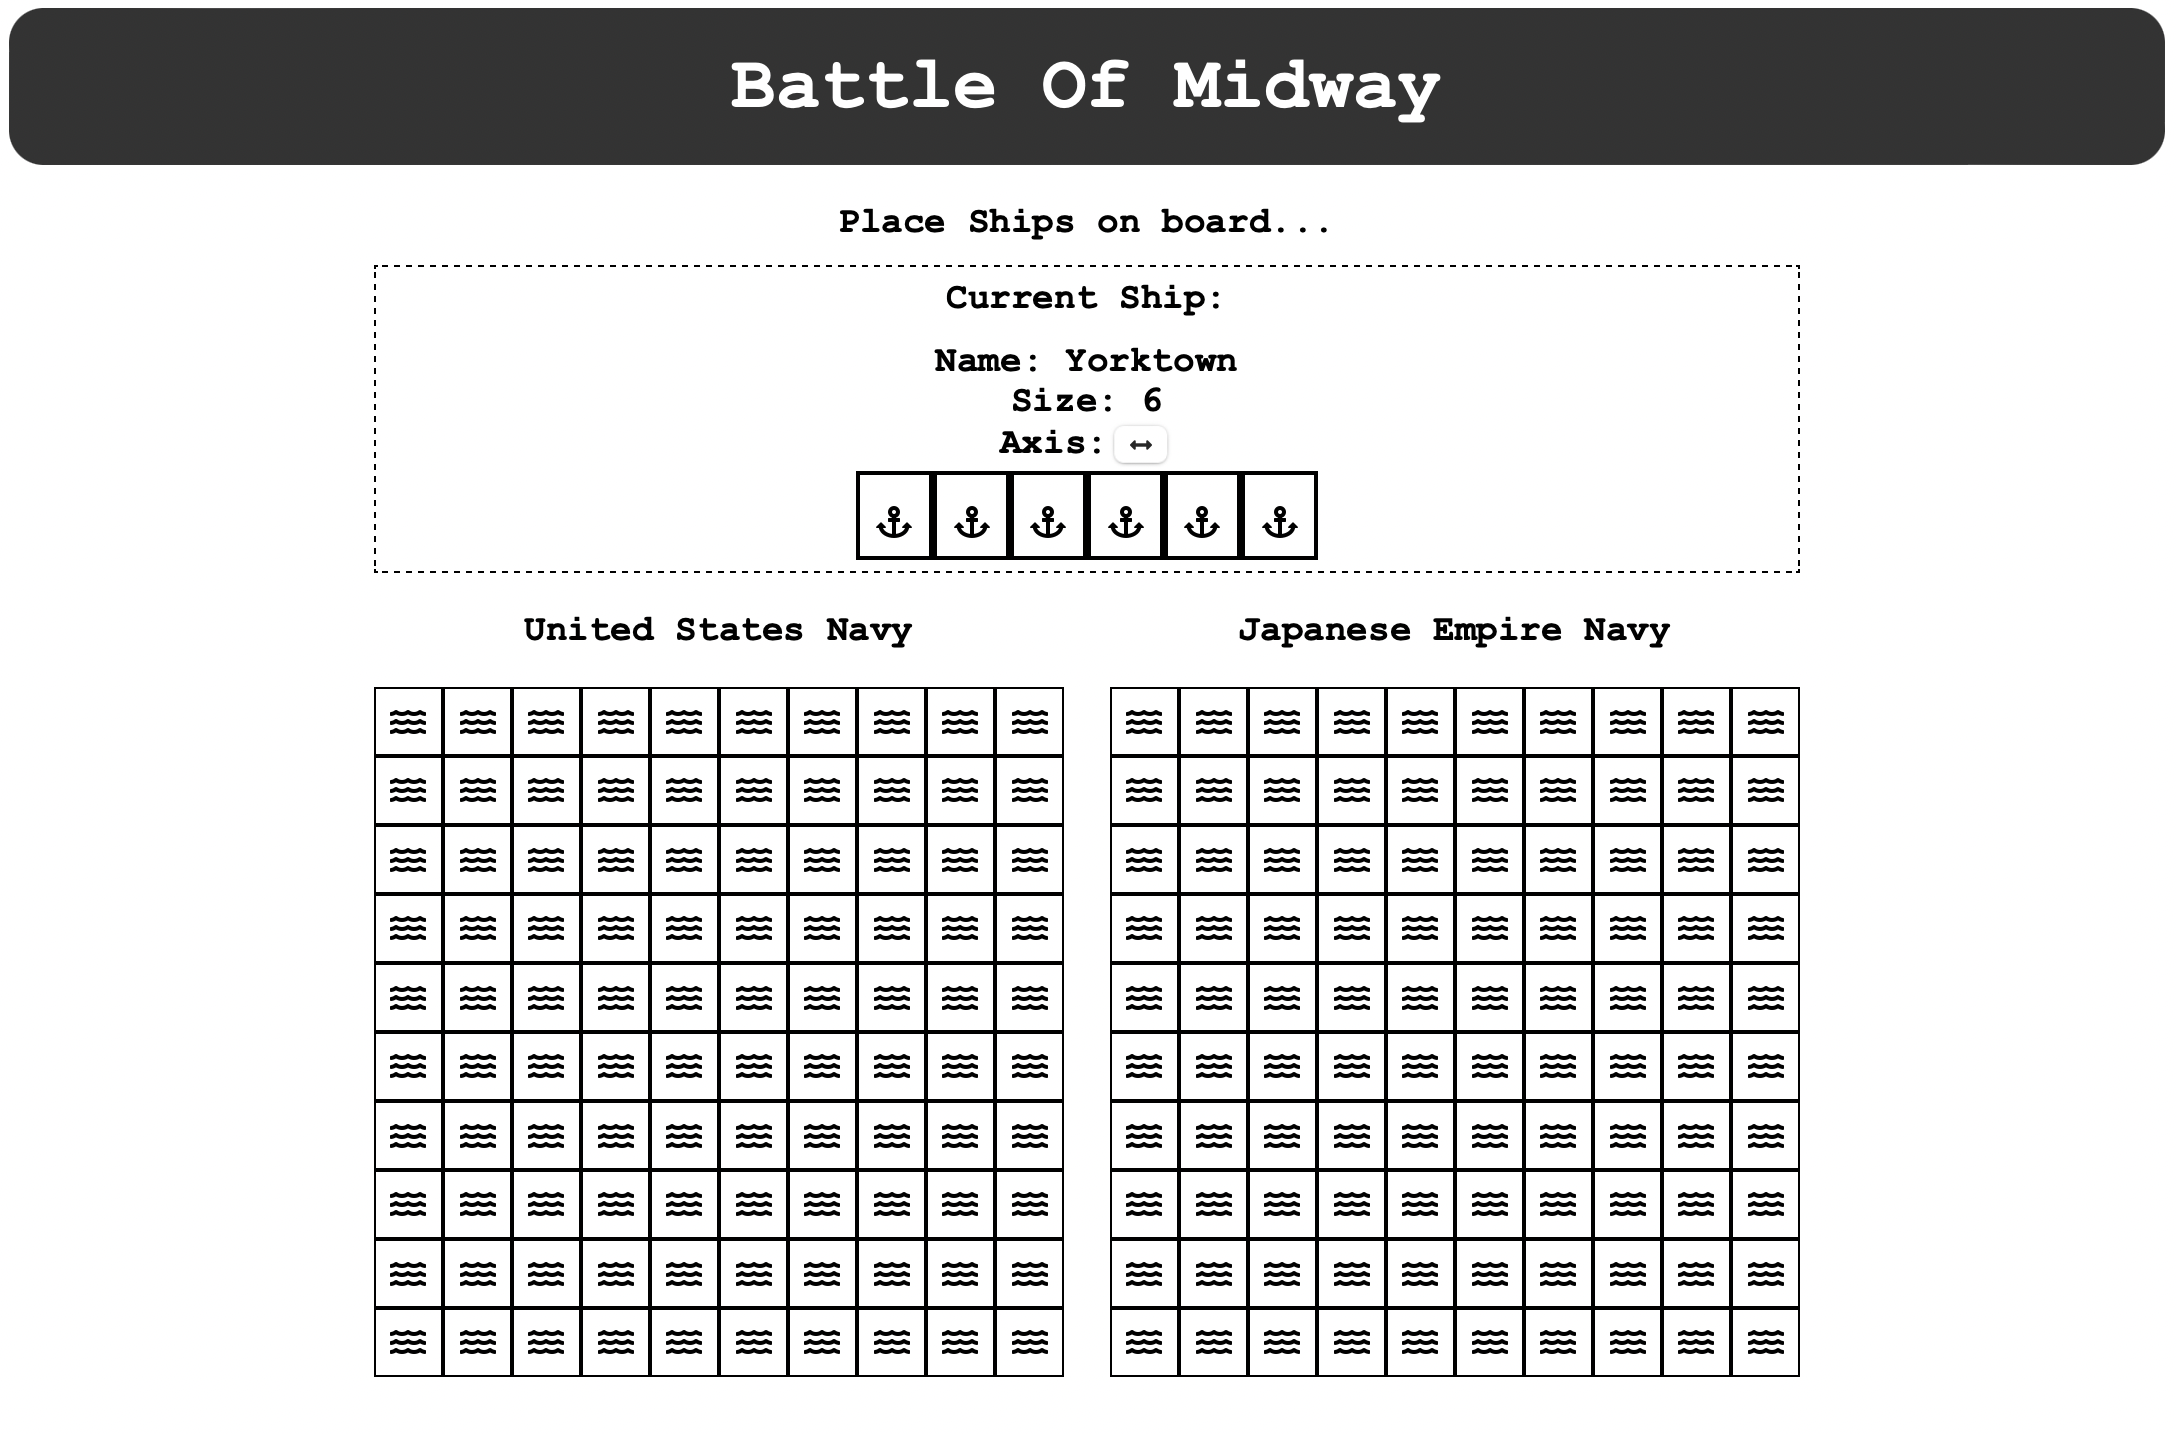 Battle Of Midway
Place Ships on board...
Current Ship:
Name: Yorktown
Size: 6
Axis:
United States Navy
Japanese Empire Navy